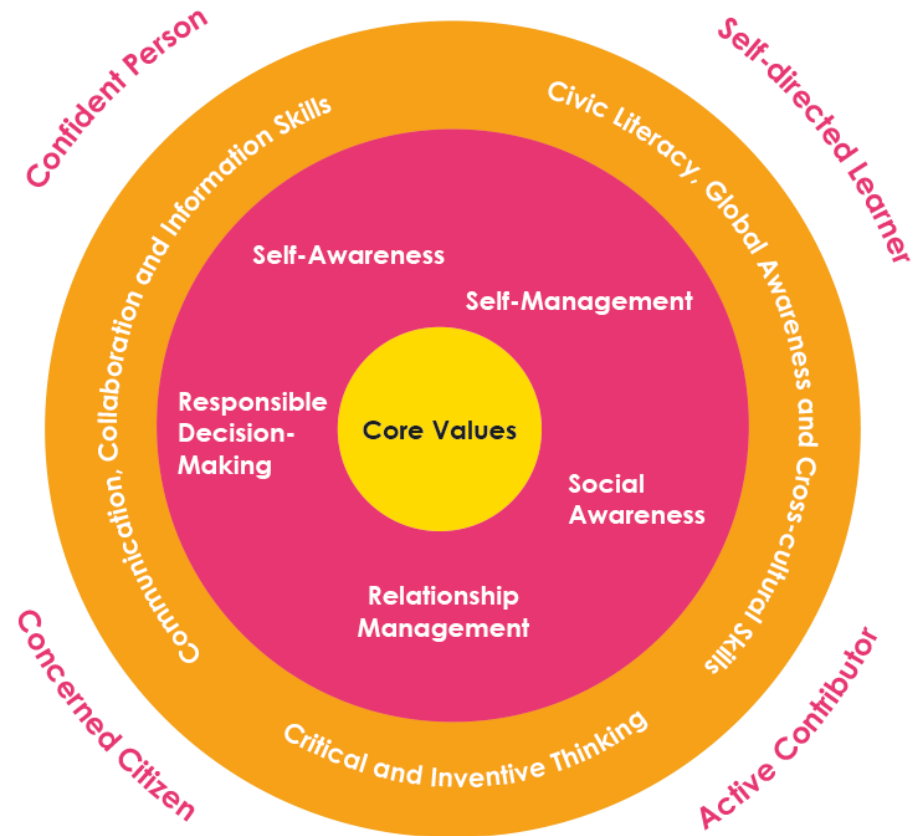 Confident Person
Self-directed Learner
Communication, Collaboration and Information Skills
Civic Literacy, Global Awareness and Cross-cultural Skills
Self-Awareness
Self-Management
Responsible
Decision-
Making
Core Values
Social
Awareness
Relationship
Management
Critical and Inventive Thinking
Concerned Citizen
Active Contributor